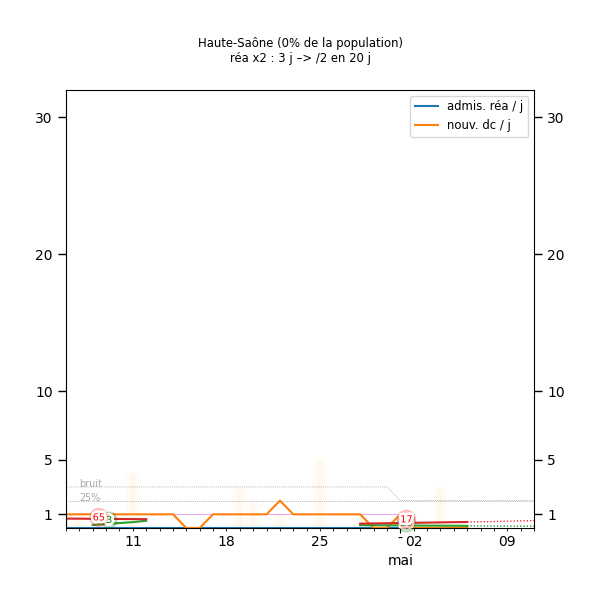 Haute-Saône (0% de la population)
réa x2 : 3 j –> /2 en 20 j
admis. réa / j
nouv. dc / j
30 30
20 20
10 10
5 5
bruit
25%
65 3 17
1 1
11 18 25 - 02 09
mai